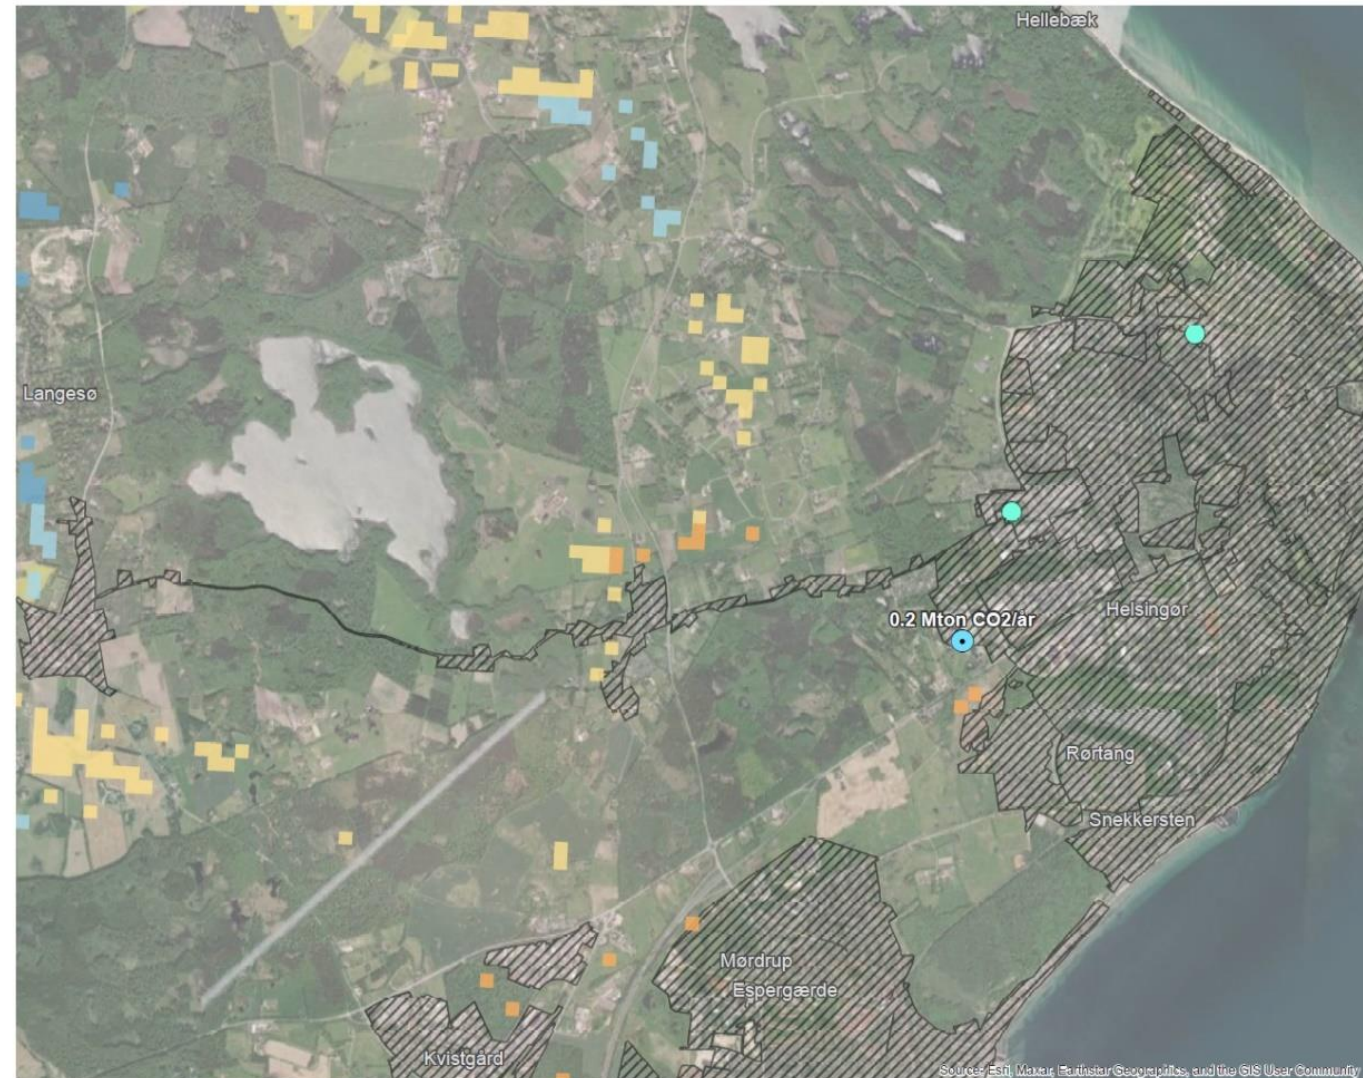 Hellebæk
Langesø
0.2 Mton CO2/år
Helsingør
Rørtang
Snekkersten
Mørdrup
Espergærde
Kvistgård
Source: Esri, Maxar, Earthstar Geographics, and the GIS User Community